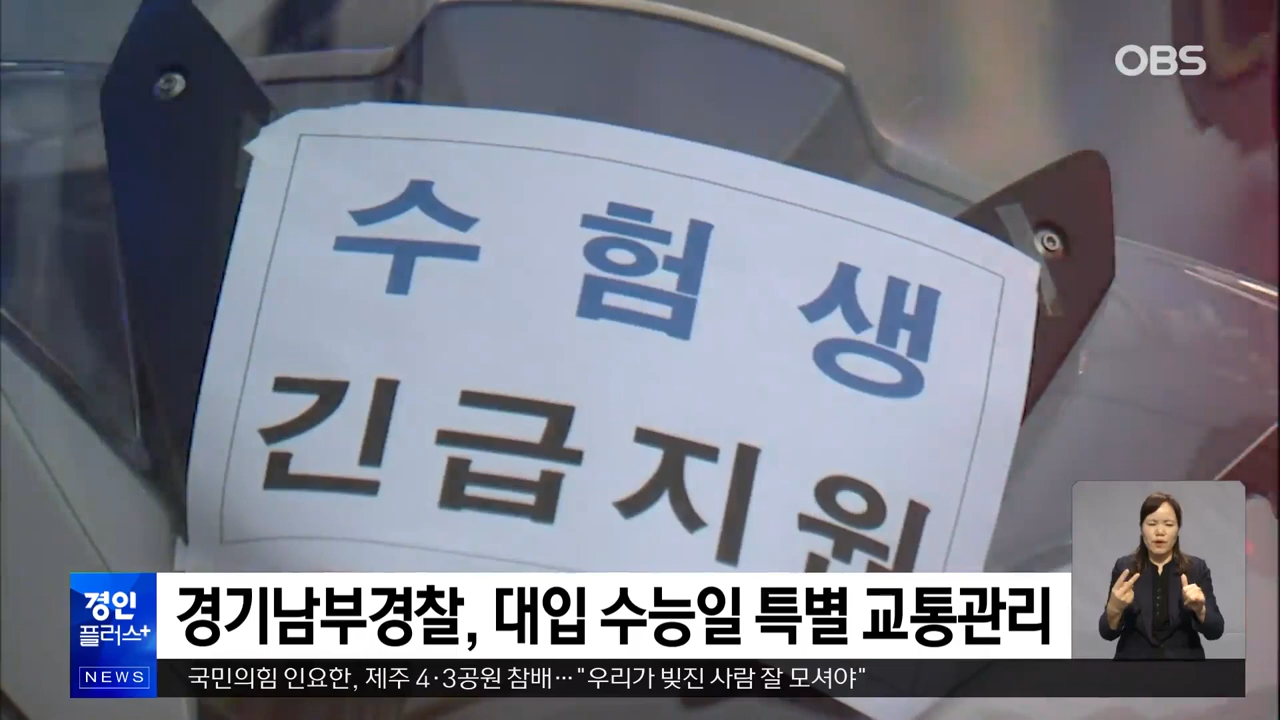 OBS
수험생
긴급지원
경인
플러스+
NEWS
경기남부경찰, 대입 수능일 특별 교통관리
국민의힘 인요한, 제주 4·3공원 참배…"우리가 빚진 사람 잘 모셔야"